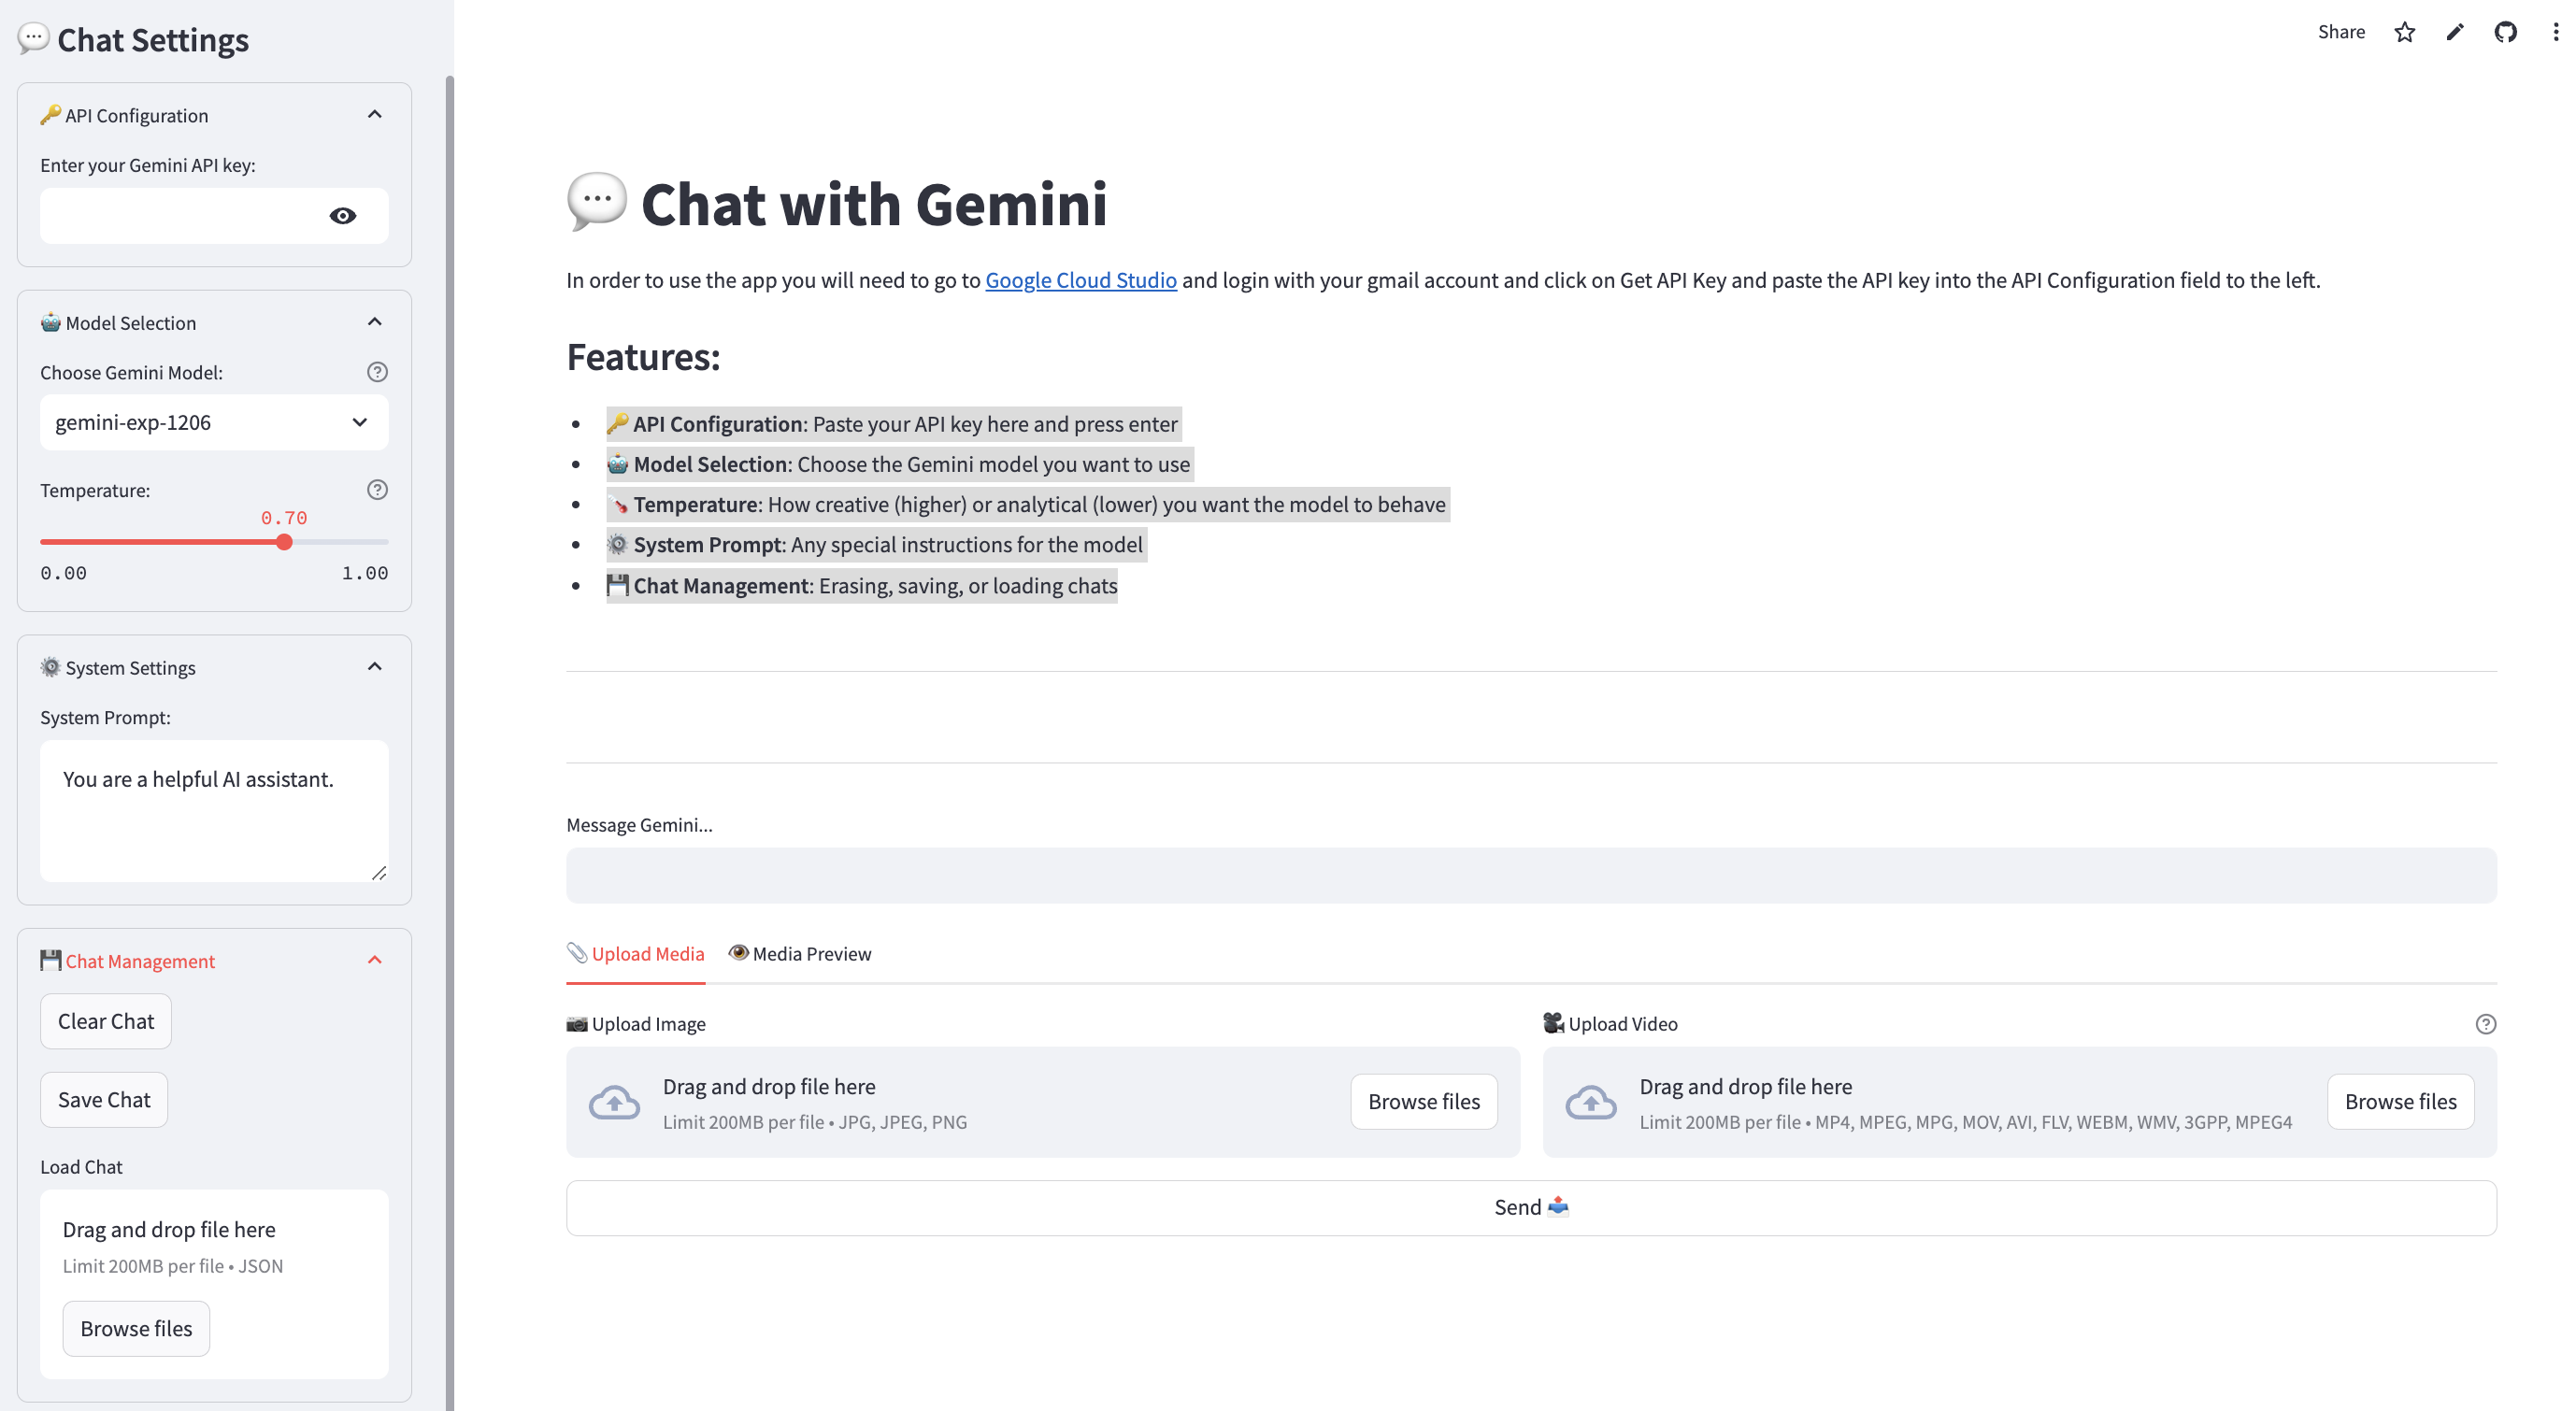 💬 Chat Settings
🔑 API Configuration
Enter your Gemini API key:
🤖 Model Selection
Choose Gemini Model:
gemini-exp-1206
Temperature:
0.70
0.00 1.00
⚙️ System Settings
System Prompt:
You are a helpful AI assistant.
💾 Chat Management
Clear Chat
Save Chat
Load Chat
Drag and drop file here
Limit 200MB per file • JSON
Browse files
Share
💬 Chat with Gemini
In order to use the app you will need to go to Google Cloud Studio and login with your gmail account and click on Get API Key and paste the API key into the API Configuration field to the left.
Features:
• 🔑 API Configuration: Paste your API key here and press enter
• 🤖 Model Selection: Choose the Gemini model you want to use
• 🌡️ Temperature: How creative (higher) or analytical (lower) you want the model to behave
• ⚙️ System Prompt: Any special instructions for the model
• 💾 Chat Management: Erasing, saving, or loading chats
Message Gemini...
📎 Upload Media 👁️ Media Preview
📷 Upload Image
Drag and drop file here
Limit 200MB per file • JPG, JPEG, PNG
Browse files
🎥 Upload Video
Drag and drop file here
Limit 200MB per file • MP4, MPEG, MPG, MOV, AVI, FLV, WEBM, WMV, 3GPP, MPEG4
Browse files
Send 📤